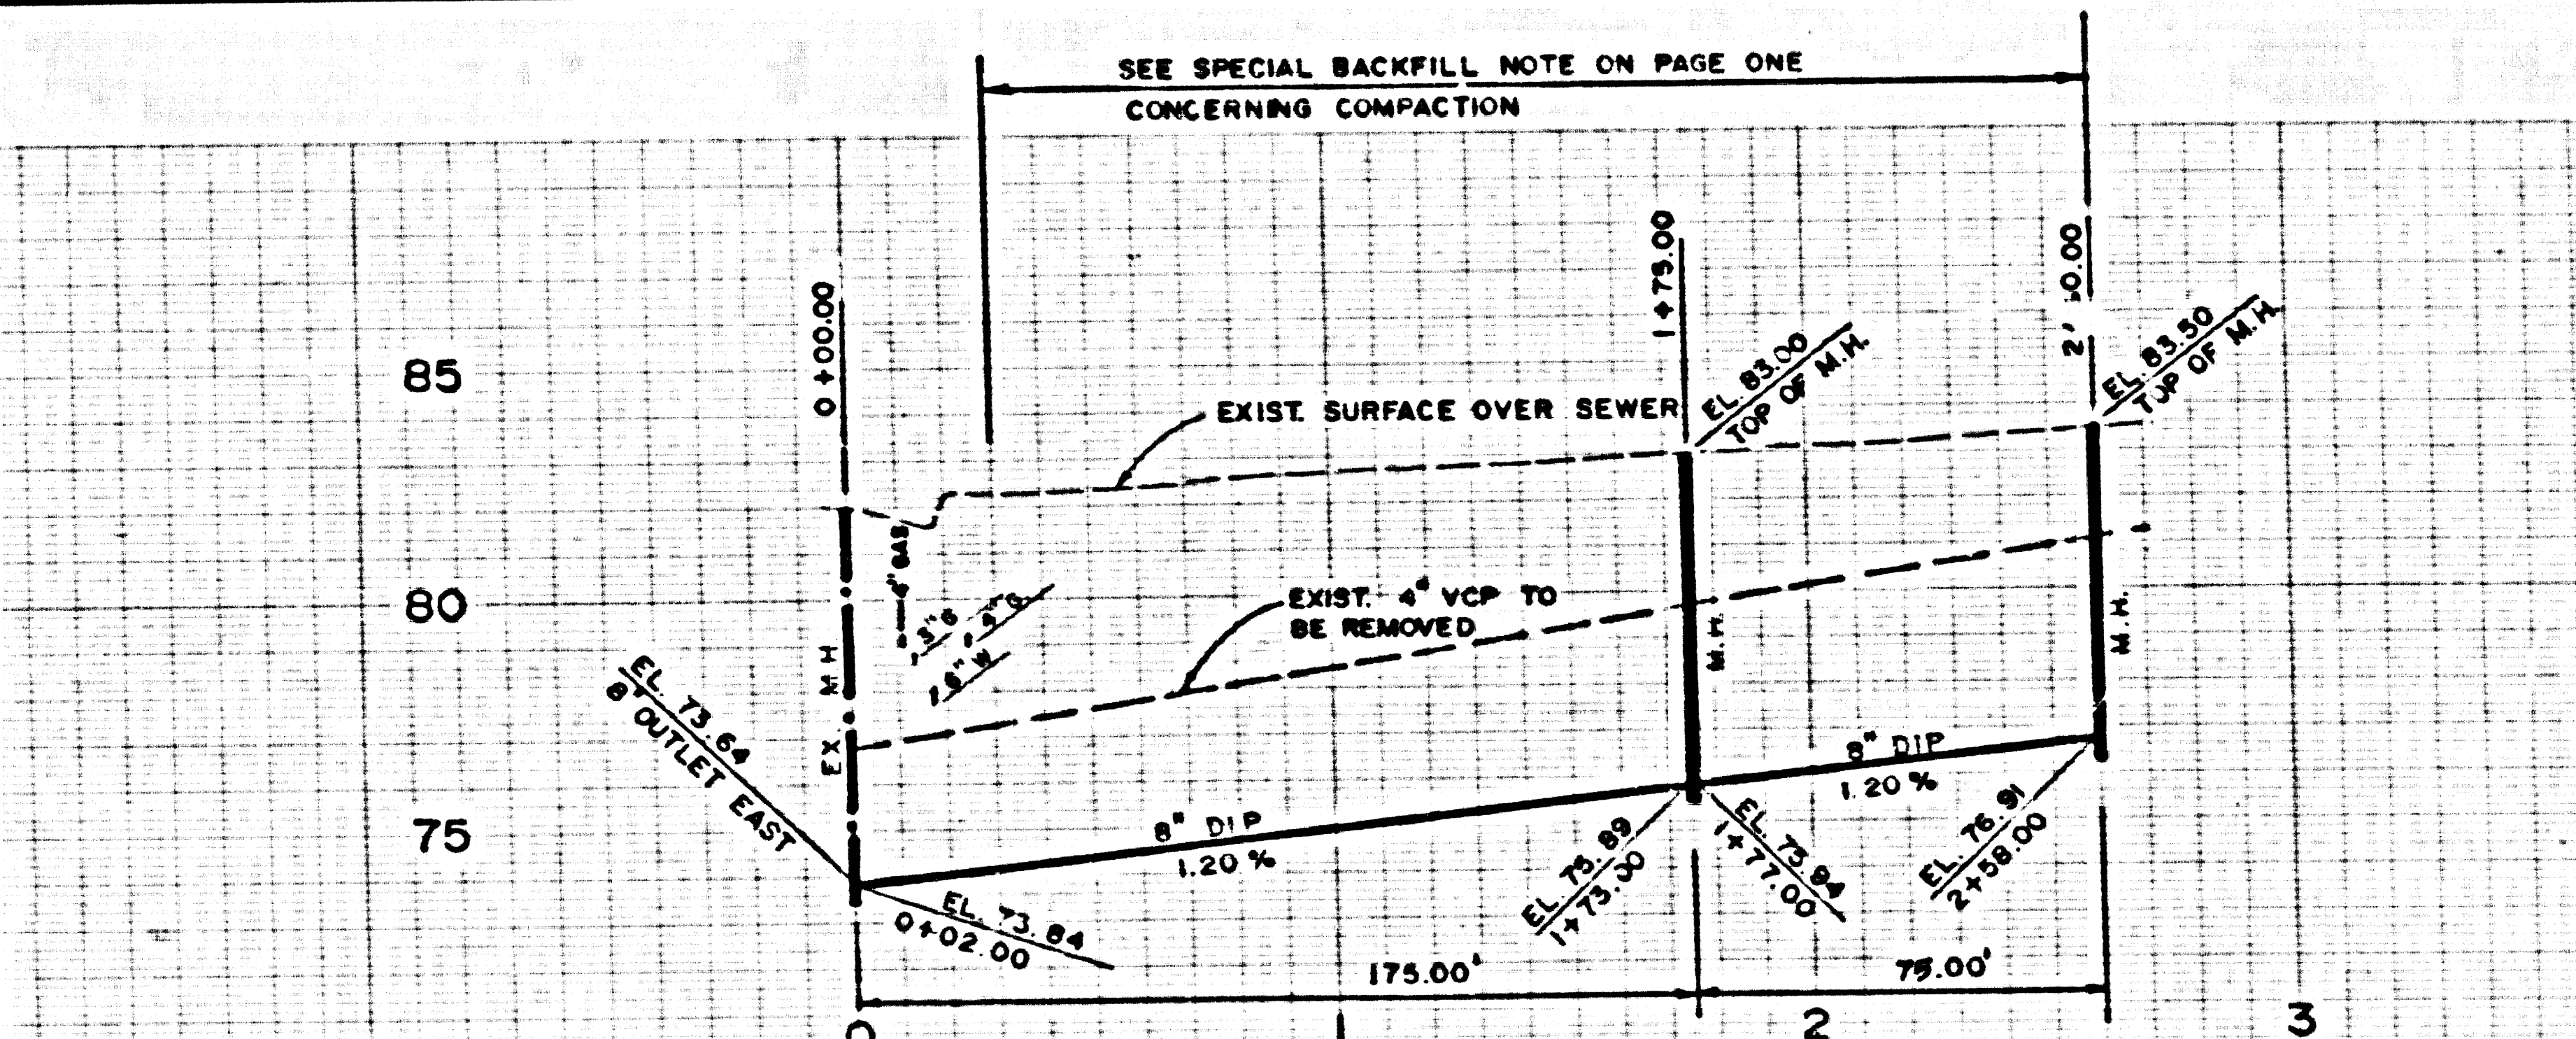 SEE SPECIAL BACKFILL NOTE ON PAGE ONE
CONCERNING COMPACTION
0+00.00
1+75.00
EL. 83.00
TOP OF M.H.
EL. 83.50
TOP OF M.H.
85
EXIST. SURFACE OVER SEWER
4" GAS
80
EXIST. 4" VCP TO
BE REMOVED
EX. M H
M.H.
M.H.
EL. 73.64
8" OUTLET EAST
75
8" DIP
1.20 %
8" DIP
1.20 %
EL. 73.84
0+02.00
EL. 75.89
1+73.00
EL. 75.94
1+77.00
EL. 76.91
2+58.00
175.00'
75.00'
0
1
2
3